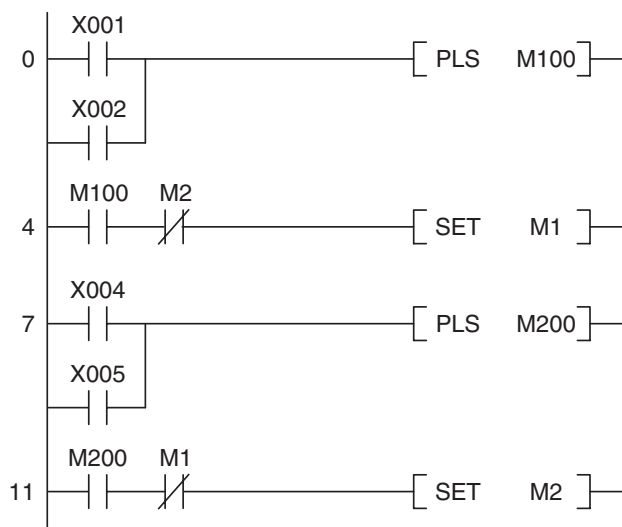 X001
0 PLS M100
X002
M100 M2
4 SET M1
X004
7 PLS M200
X005
M200 M1
11 SET M2